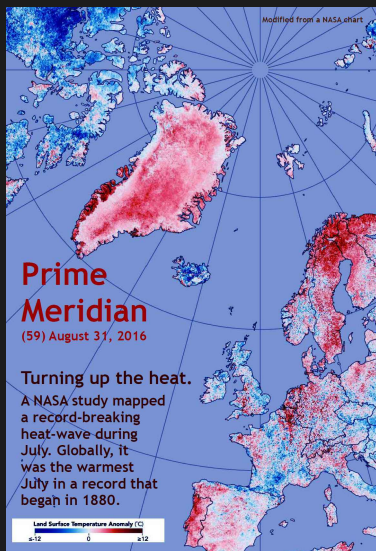 Modified from a NASA chart
Prime
Meridian
(59) August 31, 2016
Turning up the heat.
A NASA study mapped
a record-breaking
heat-wave during
July. Globally, it
was the warmest
July in a record that
began in 1880.
Land Surface Temperature Anomaly (°C)
≤-12 0 ≥12